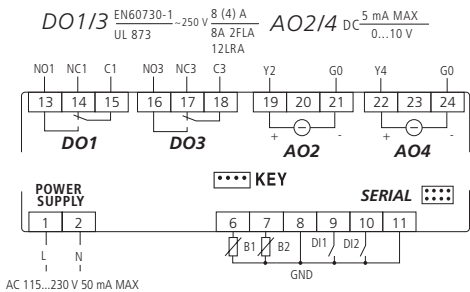 DO1/3 EN60730-1 / UL 873 ~250 V 8 (4) A / 8A 2FLA 12LRA AO2/4 DC 5 mA MAX / 0...10 V
NO1 NC1 C1 NO3 NC3 C3 Y2 G0 Y4 G0
13 14 15 16 17 18 19 20 21 22 23 24
DO1 DO3 + - AO2 + - AO4
KEY
POWER SUPPLY
SERIAL
1 2 6 7 8 9 10 11
L N B1 B2 DI1 DI2
GND
AC 115...230 V 50 mA MAX